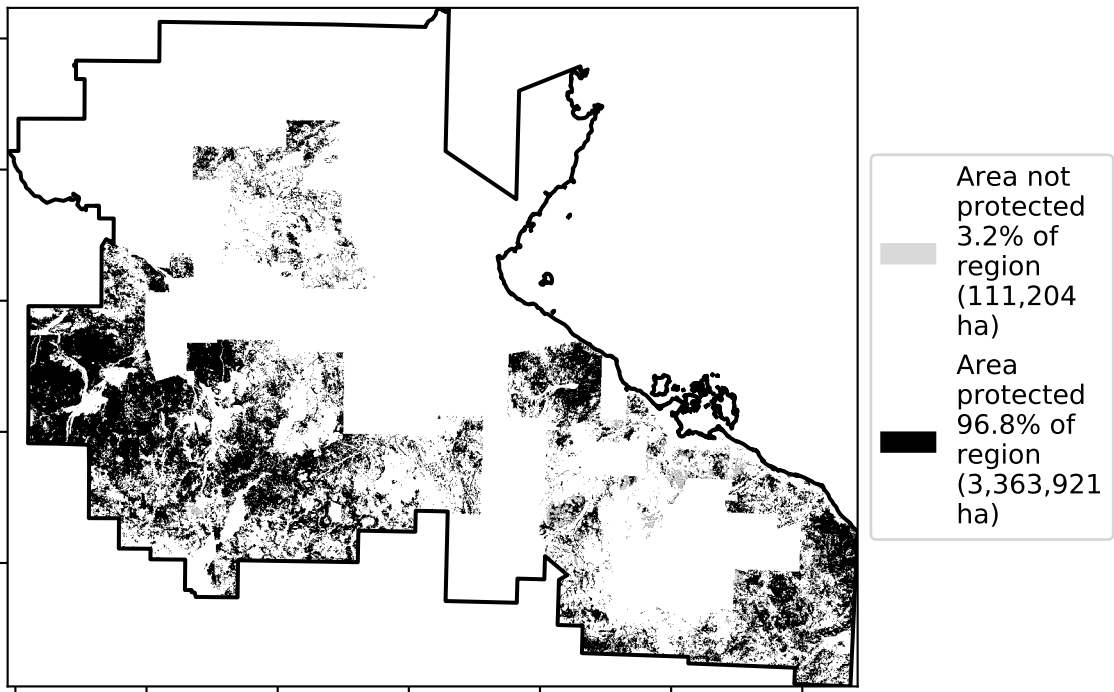 Area not
protected
3.2% of
region
(111,204
ha)
Area
protected
96.8% of
region
(3,363,921
ha)